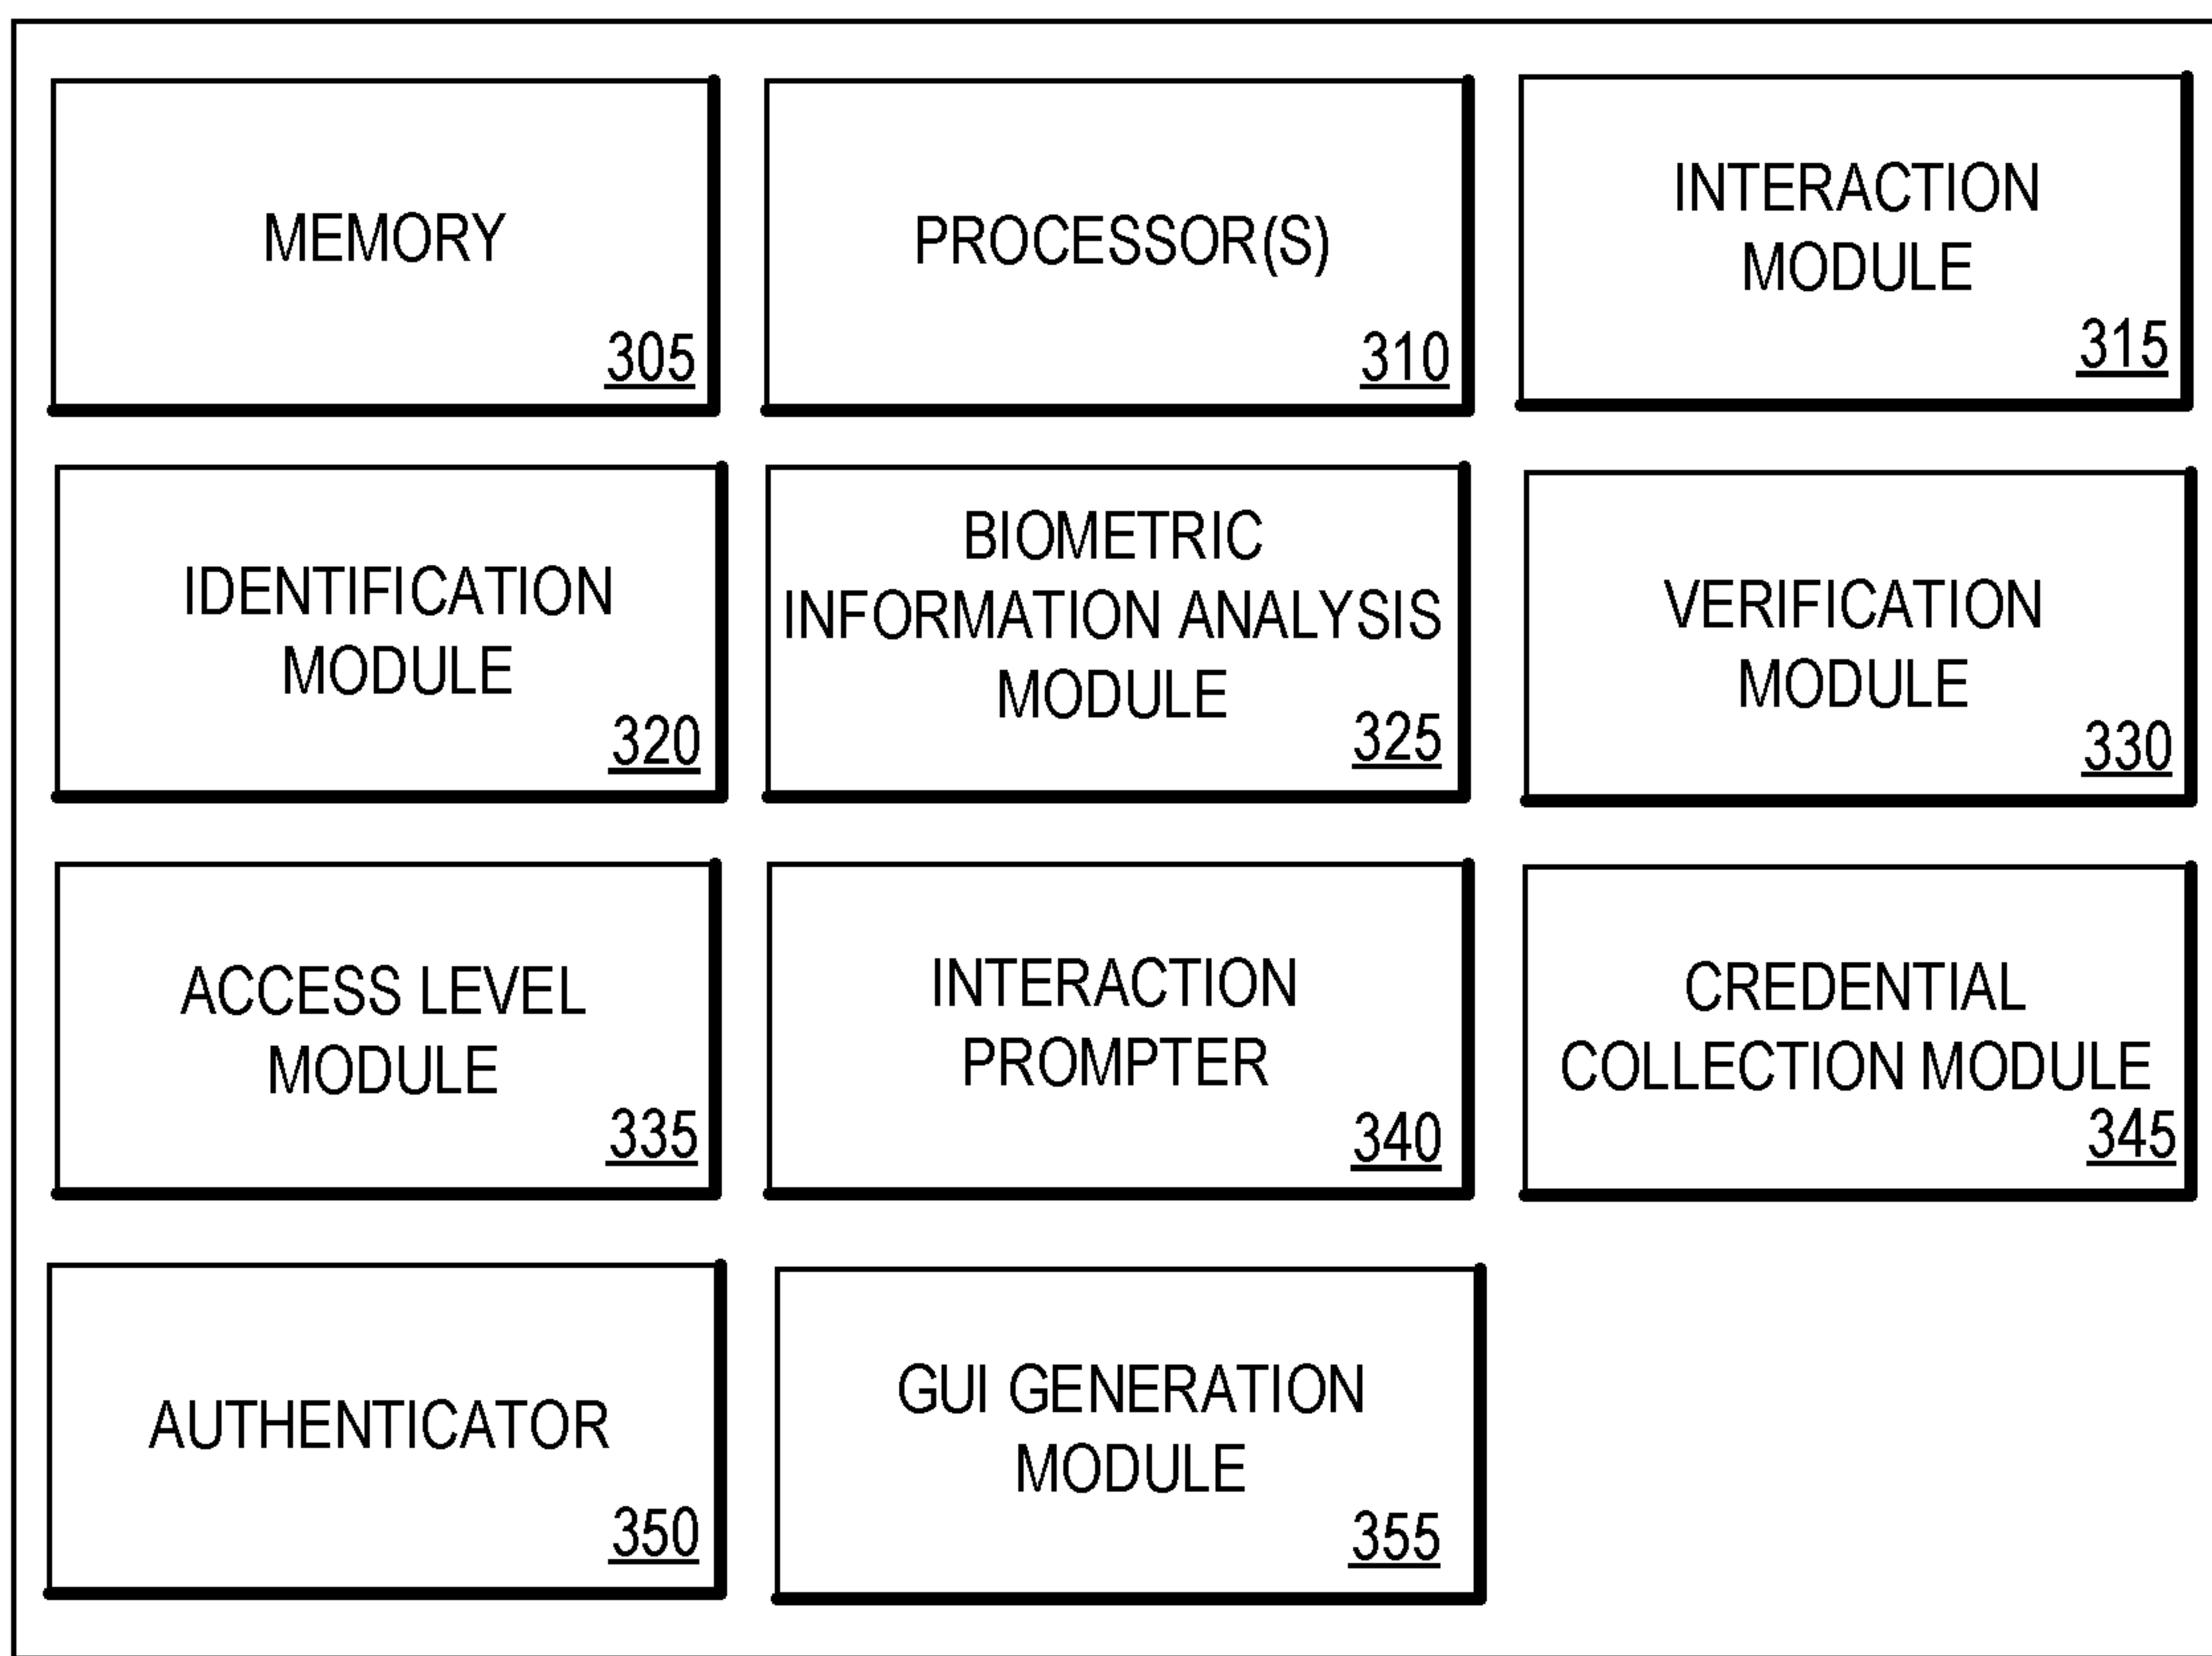 MEMORY
305
PROCESSOR(S)
310
INTERACTION
MODULE
315
IDENTIFICATION
MODULE
320
BIOMETRIC
INFORMATION ANALYSIS
MODULE
325
VERIFICATION
MODULE
330
ACCESS LEVEL
MODULE
335
INTERACTION
PROMPTER
340
CREDENTIAL
COLLECTION MODULE
345
AUTHENTICATOR
350
GUI GENERATION
MODULE
355